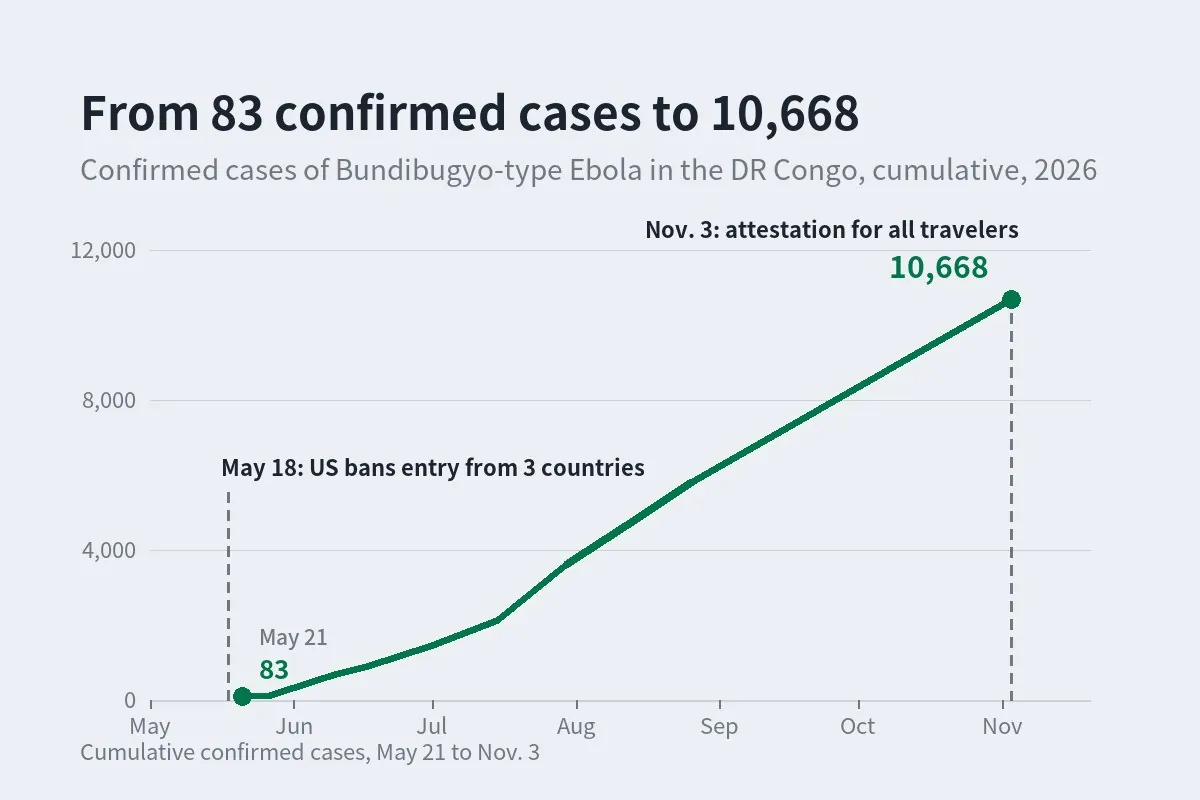 From 83 confirmed cases to 10,668
Confirmed cases of Bundibugyo-type Ebola in the DR Congo, cumulative, 2026
Nov. 3: attestation for all travelers
12,000
10,668
8,000
May 18: US bans entry from 3 countries
4,000
May 21
83
0
May Jun Jul Aug Sep Oct Nov
Cumulative confirmed cases, May 21 to Nov. 3